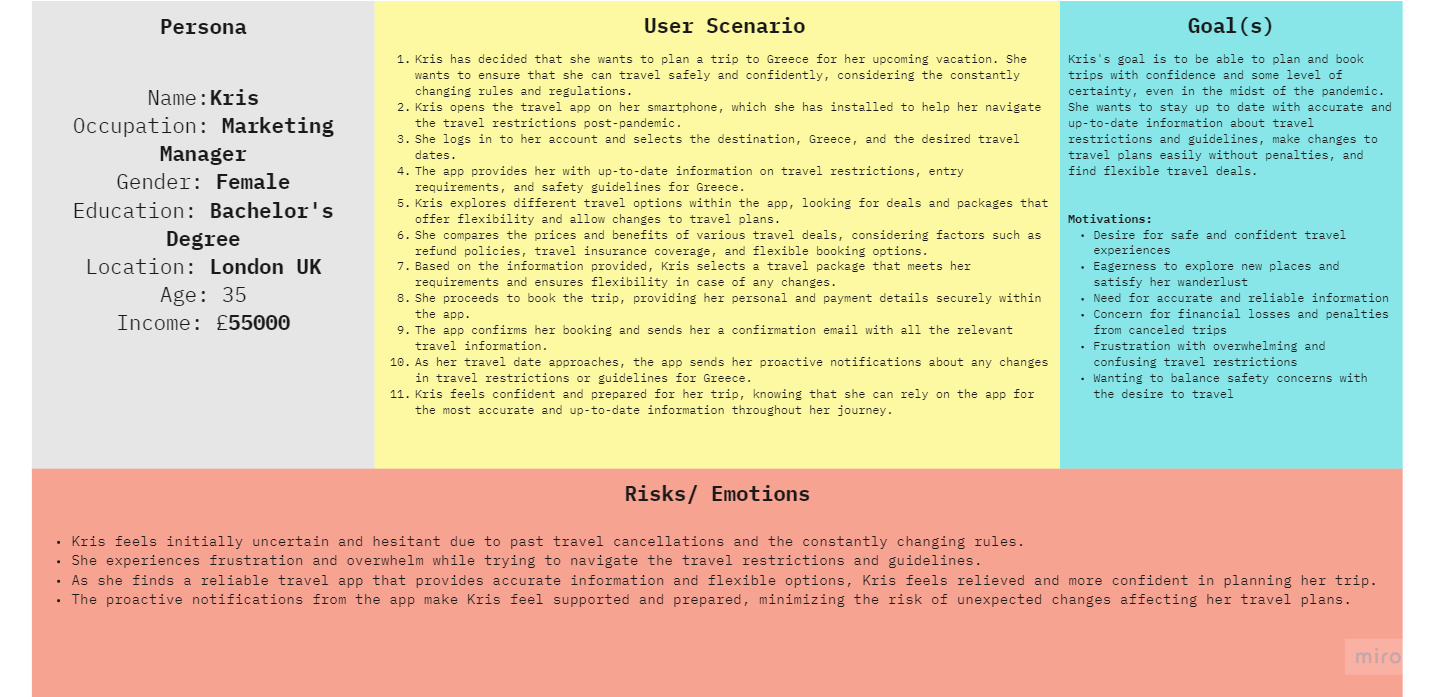 Persona
Name:Kris
Occupation: Marketing
Manager
Gender: Female
Education: Bachelor's
Degree
Location: London UK
Age: 35
Income: £55000
User Scenario
1. Kris has decided that she wants to plan a trip to Greece for her upcoming vacation. She
wants to ensure that she can travel safely and confidently, considering the constantly
changing rules and regulations.
2. Kris opens the travel app on her smartphone, which she has installed to help her navigate
the travel restrictions post-pandemic.
3. She logs in to her account and selects the destination, Greece, and the desired travel
dates.
4. The app provides her with up-to-date information on travel restrictions, entry
requirements, and safety guidelines for Greece.
5. Kris explores different travel options within the app, looking for deals and packages that
offer flexibility and allow changes to travel plans.
6. She compares the prices and benefits of various travel deals, considering factors such as
refund policies, travel insurance coverage, and flexible booking options.
7. Based on the information provided, Kris selects a travel package that meets her
requirements and ensures flexibility in case of any changes.
8. She proceeds to book the trip, providing her personal and payment details securely within
the app.
9. The app confirms her booking and sends her a confirmation email with all the relevant
travel information.
10. As her travel date approaches, the app sends her proactive notifications about any changes
in travel restrictions or guidelines for Greece.
11. Kris feels confident and prepared for her trip, knowing that she can rely on the app for
the most accurate and up-to-date information throughout her journey.
Goal(s)
Kris's goal is to be able to plan and book
trips with confidence and some level of
certainty, even in the midst of the pandemic.
She wants to stay up to date with accurate and
up-to-date information about travel
restrictions and guidelines, make changes to
travel plans easily without penalties, and
find flexible travel deals.
Motivations:
• Desire for safe and confident travel
experiences
• Eagerness to explore new places and
satisfy her wanderlust
• Need for accurate and reliable information
• Concern for financial losses and penalties
from canceled trips
• Frustration with overwhelming and
confusing travel restrictions
• Wanting to balance safety concerns with
the desire to travel
Risks/ Emotions
• Kris feels initially uncertain and hesitant due to past travel cancellations and the constantly changing rules.
• She experiences frustration and overwhelm while trying to navigate the travel restrictions and guidelines.
• As she finds a reliable travel app that provides accurate information and flexible options, Kris feels relieved and more confident in planning her trip.
• The proactive notifications from the app make Kris feel supported and prepared, minimizing the risk of unexpected changes affecting her travel plans.
miro